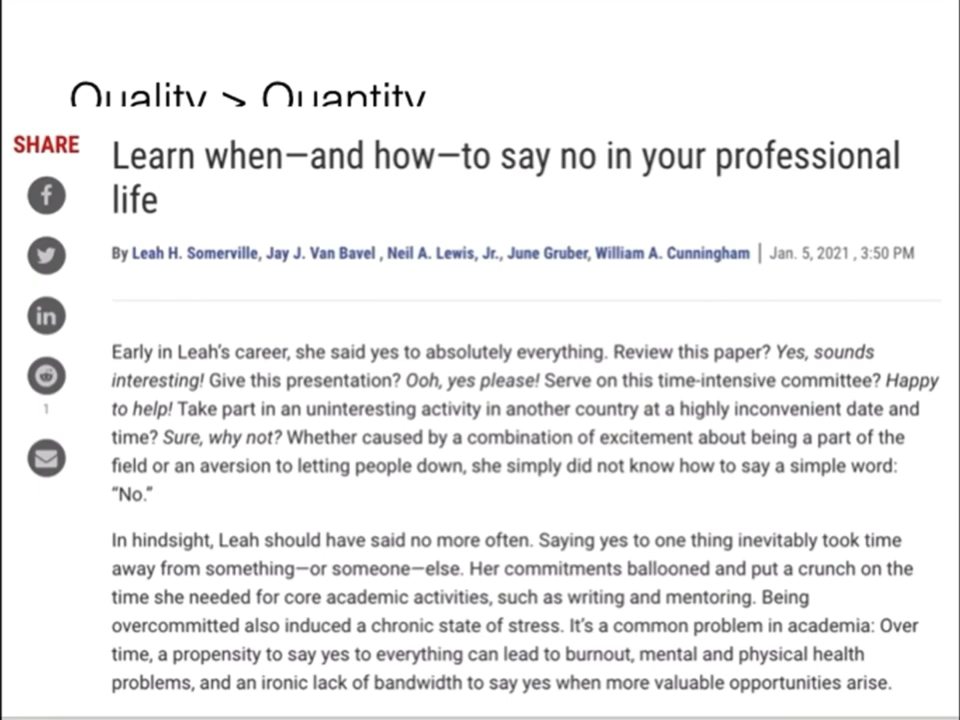 Quality > Quantity
SHARE
Learn when—and how—to say no in your professional
life
By Leah H. Somerville, Jay J. Van Bavel , Neil A. Lewis, Jr., June Gruber, William A. Cunningham | Jan. 5, 2021 , 3:50 PM
Early in Leah’s career, she said yes to absolutely everything. Review this paper? Yes, sounds
interesting! Give this presentation? Ooh, yes please! Serve on this time-intensive committee? Happy
to help! Take part in an uninteresting activity in another country at a highly inconvenient date and
time? Sure, why not? Whether caused by a combination of excitement about being a part of the
field or an aversion to letting people down, she simply did not know how to say a simple word:
“No.”
In hindsight, Leah should have said no more often. Saying yes to one thing inevitably took time
away from something—or someone—else. Her commitments ballooned and put a crunch on the
time she needed for core academic activities, such as writing and mentoring. Being
overcommitted also induced a chronic state of stress. It’s a common problem in academia: Over
time, a propensity to say yes to everything can lead to burnout, mental and physical health
problems, and an ironic lack of bandwidth to say yes when more valuable opportunities arise.
f
in
1